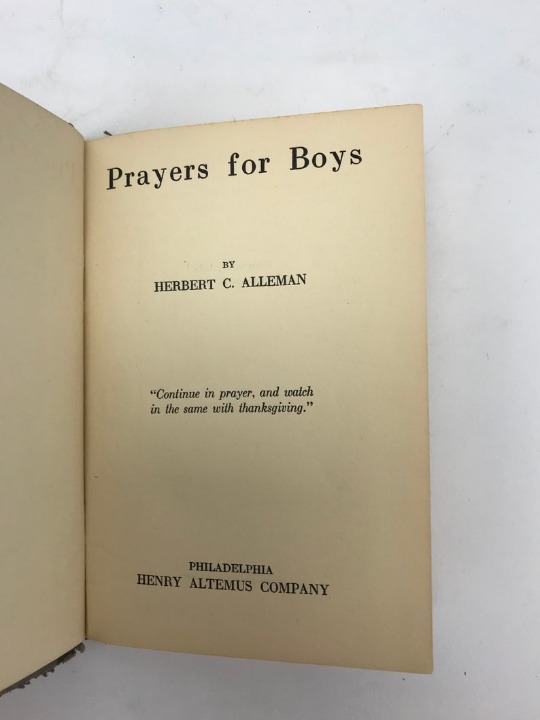 Prayers for Boys
BY
HERBERT C. ALLEMAN
"Continue in prayer, and watch
in the same with thanksgiving."
PHILADELPHIA
HENRY ALTEMUS COMPANY